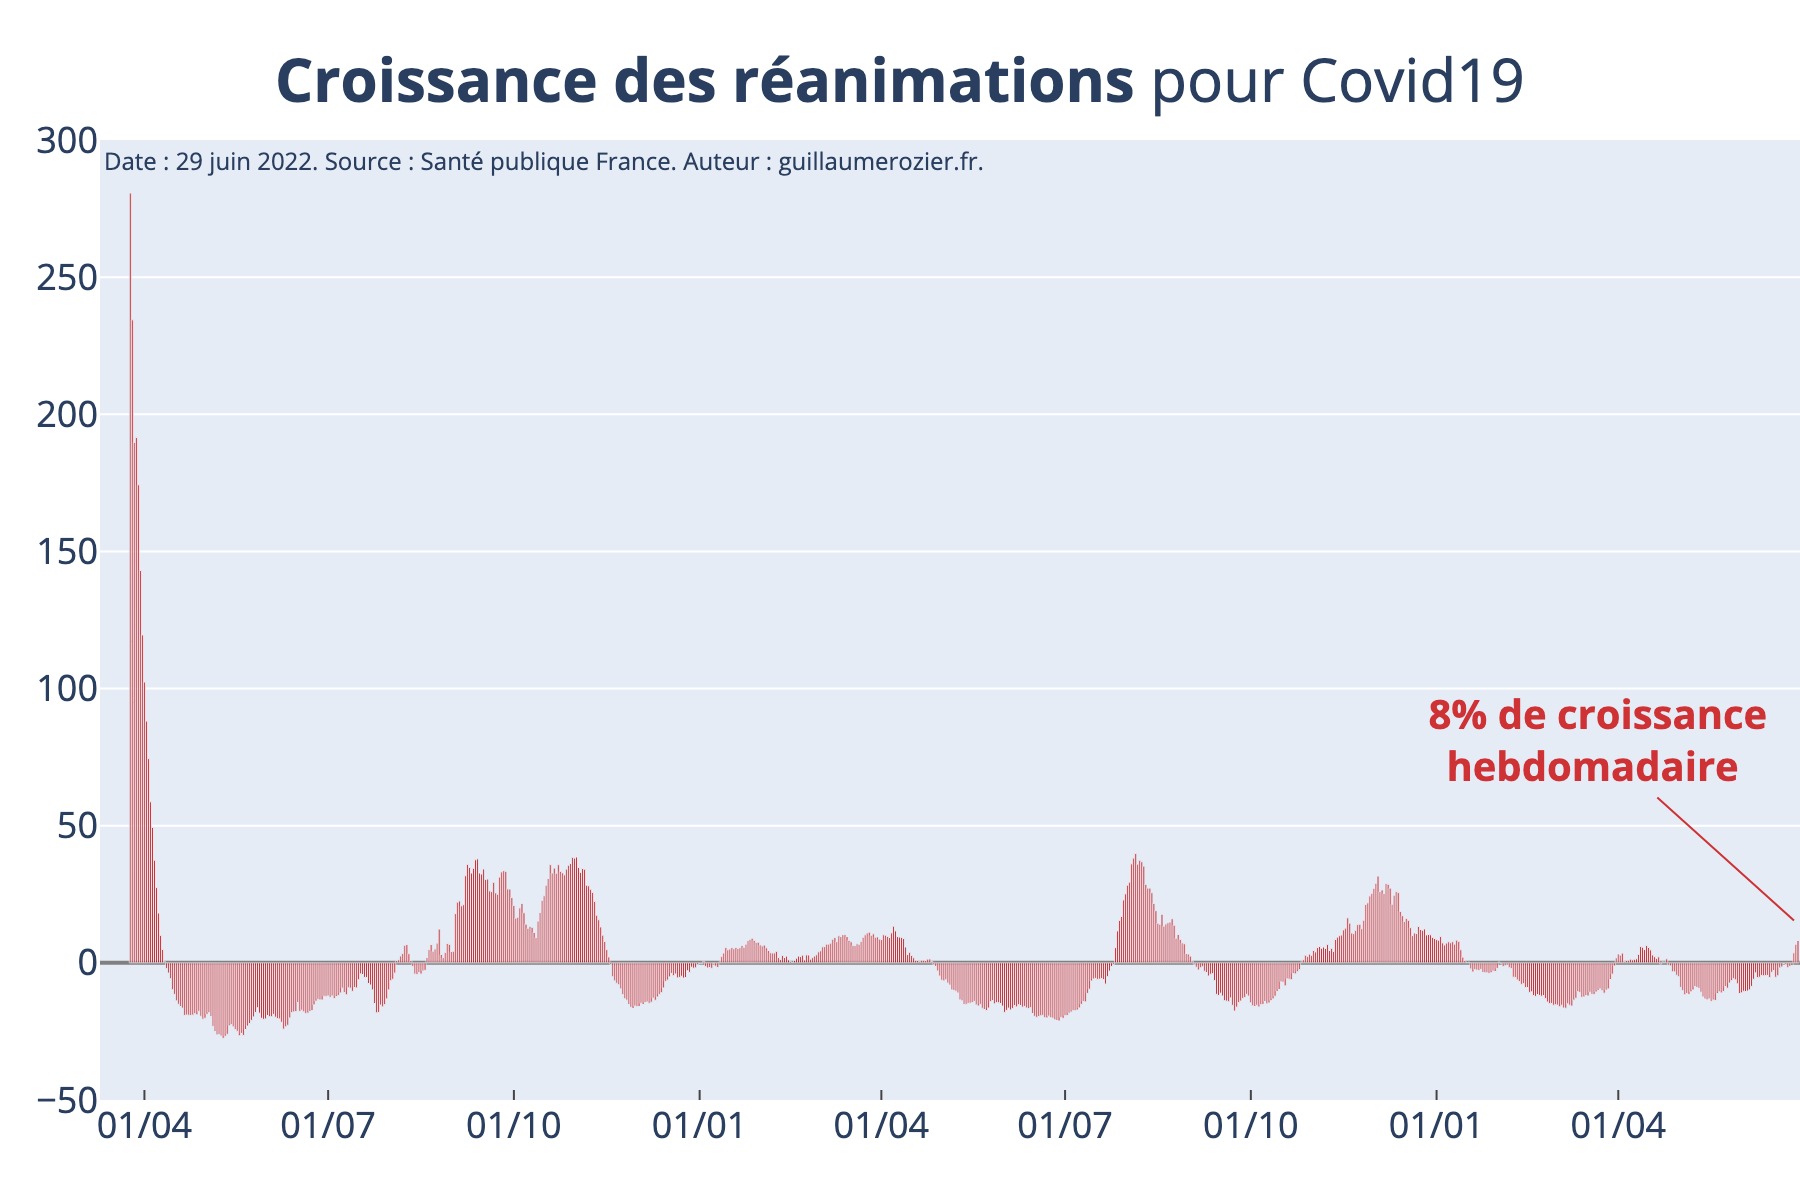 Croissance des réanimations pour Covid19
300
Date : 29 juin 2022. Source : Santé publique France. Auteur : guillaumerozier.fr.
250
200
150
100
8% de croissance
hebdomadaire
50
0
−50
01/04 01/07 01/10 01/01 01/04 01/07 01/10 01/01 01/04